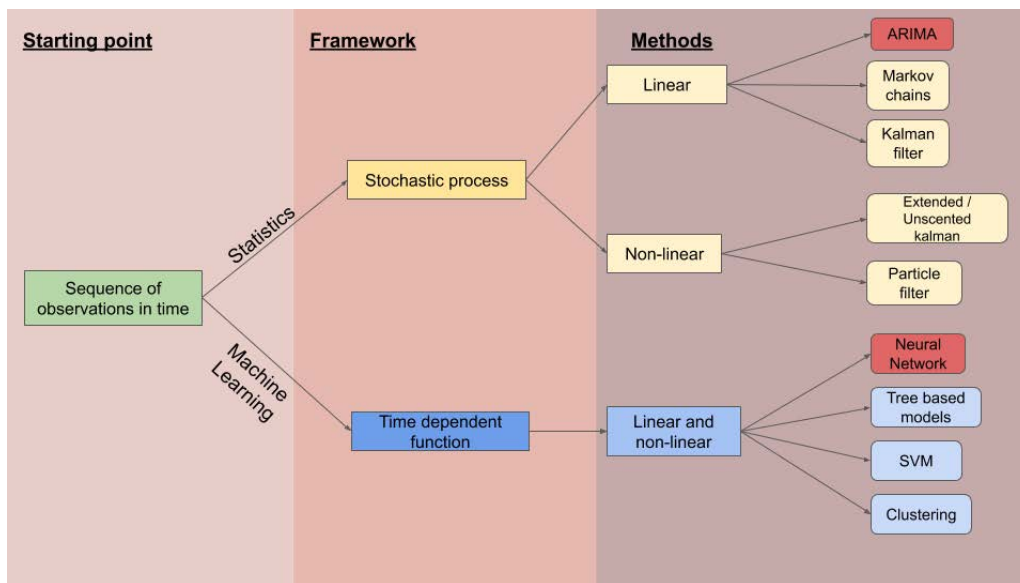 Starting point
Framework
Methods
ARIMA
Linear
Markov
chains
Kalman
filter
Stochastic process
Statistics
Extended /
Unscented
kalman
Non-linear
Particle
filter
Sequence of
observations in time
Machine
Learning
Neural
Network
Time dependent
function
Linear and
non-linear
Tree based
models
SVM
Clustering